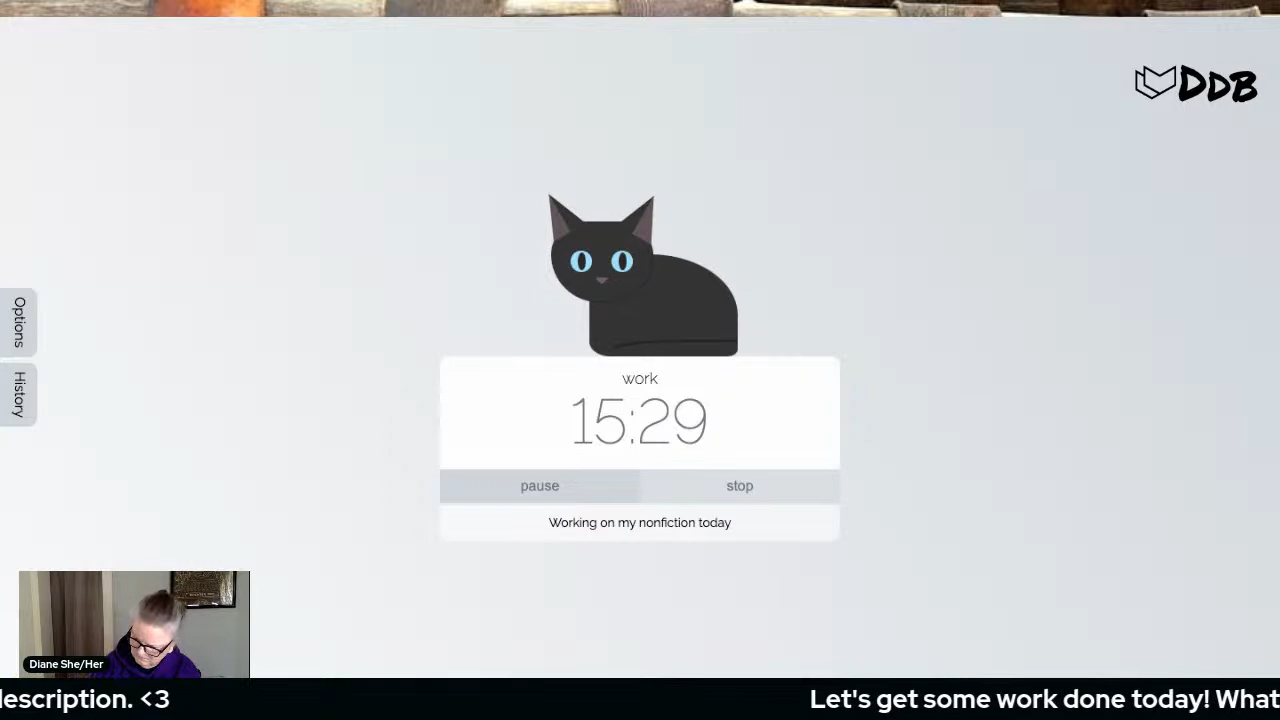 DDB
Options
History
work
15:29
pause
stop
Working on my nonfiction today
Diane She/Her
description. <3
Let's get some work done today! What